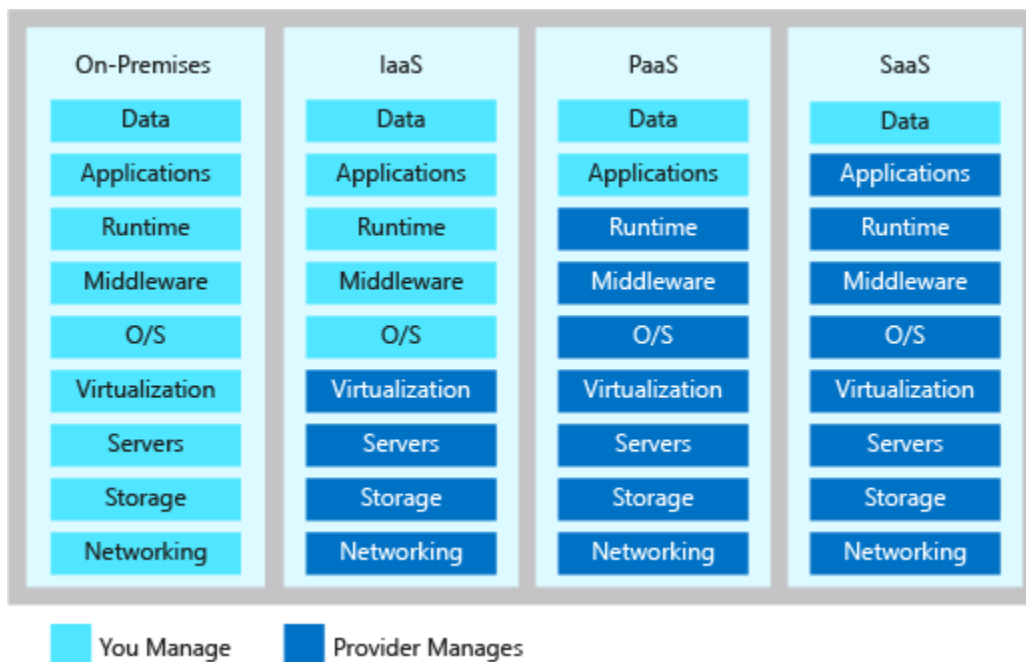 On-Premises
Data
Applications
Runtime
Middleware
O/S
Virtualization
Servers
Storage
Networking
IaaS
Data
Applications
Runtime
Middleware
O/S
Virtualization
Servers
Storage
Networking
PaaS
Data
Applications
Runtime
Middleware
O/S
Virtualization
Servers
Storage
Networking
SaaS
Data
Applications
Runtime
Middleware
O/S
Virtualization
Servers
Storage
Networking
You Manage
Provider Manages